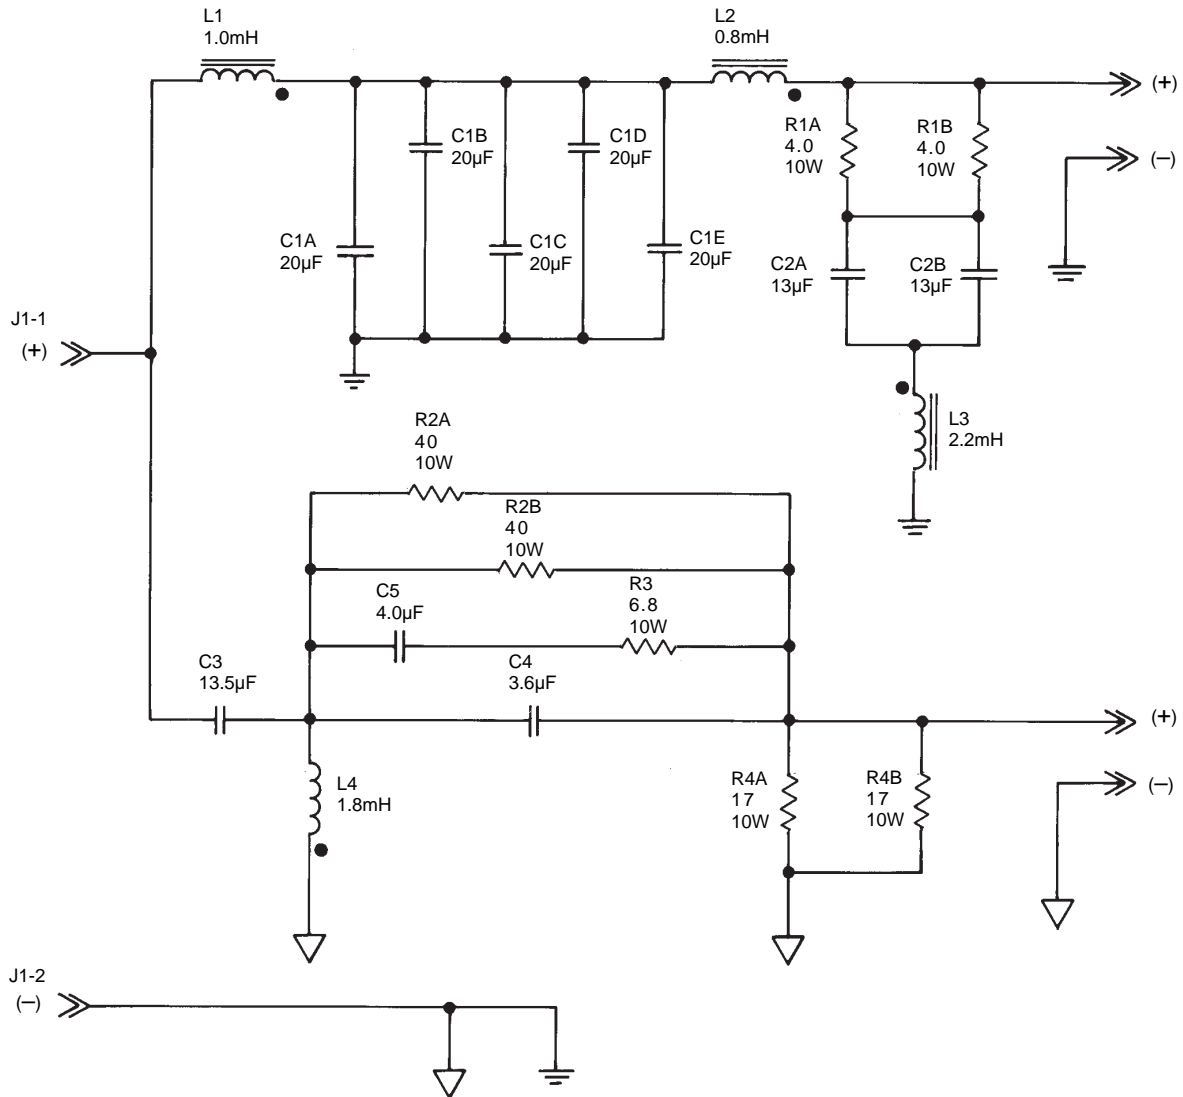 L1
1.0mH
L2
0.8mH
(+)
R1A
4.0
10W
R1B
4.0
10W
(–)
C1B
20µF
C1D
20µF
C1A
20µF
C1C
20µF
C1E
20µF
C2A
13µF
C2B
13µF
J1-1
(+)
L3
2.2mH
R2A
40
10W
R2B
40
10W
C5
4.0µF
R3
6.8
10W
C3
13.5µF
C4
3.6µF
(+)
L4
1.8mH
R4A
17
10W
R4B
17
10W
(–)
J1-2
(–)